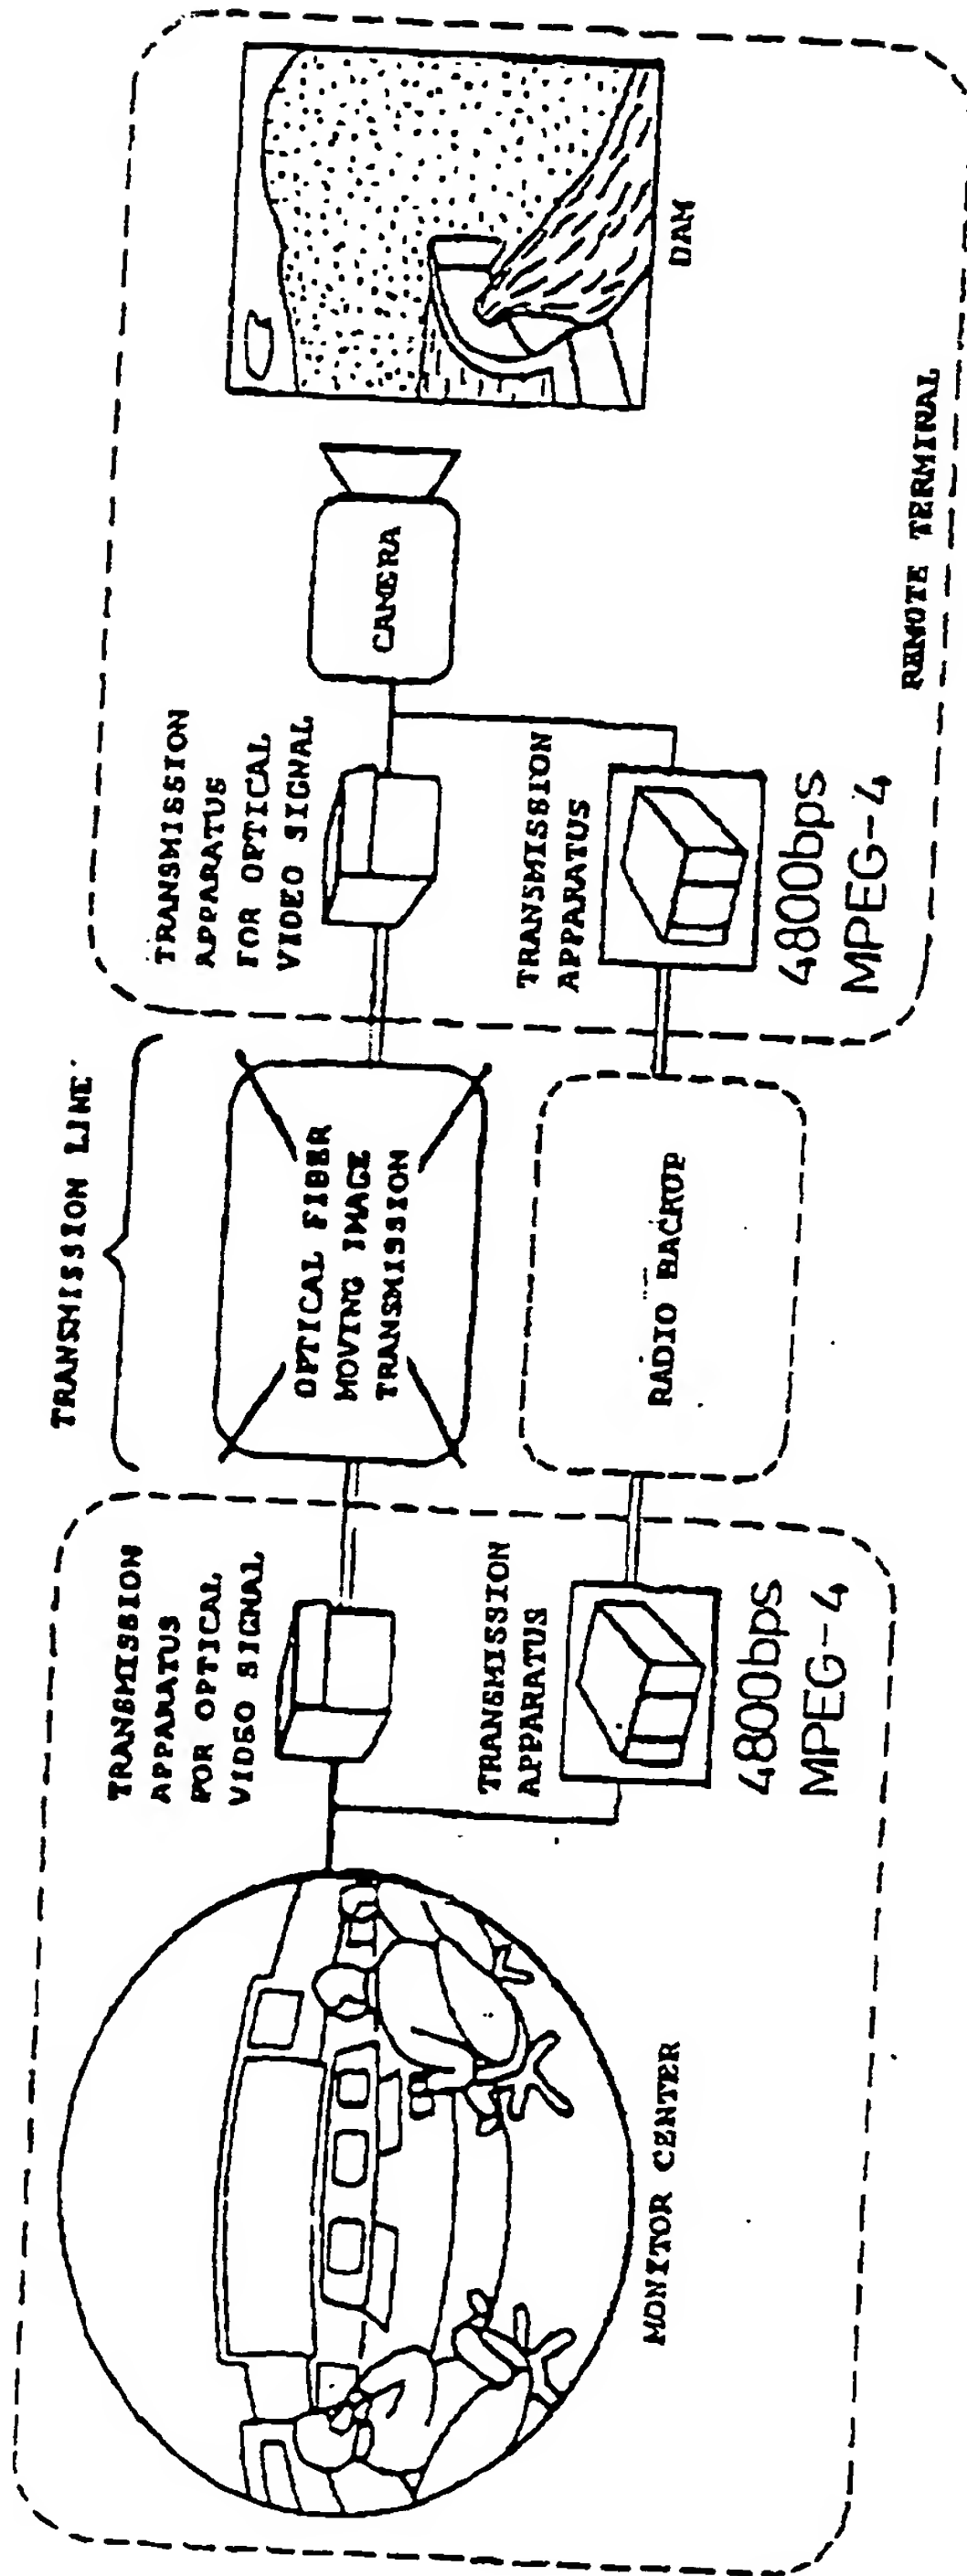 TRANSMISSION LINE
TRANSMISSION
APPARATUS
FOR OPTICAL
VIDEO SIGNAL
OPTICAL FIBER
MOVING IMAGE
TRANSMISSION
TRANSMISSION
APPARATUS
FOR OPTICAL
VIDEO SIGNAL
CAMERA
TRANSMISSION
APPARATUS
4800bps
MPEG-4
RADIO BACKUP
TRANSMISSION
APPARATUS
4800bps
MPEG-4
DAM
MONITOR CENTER
REMOTE TERMINAL